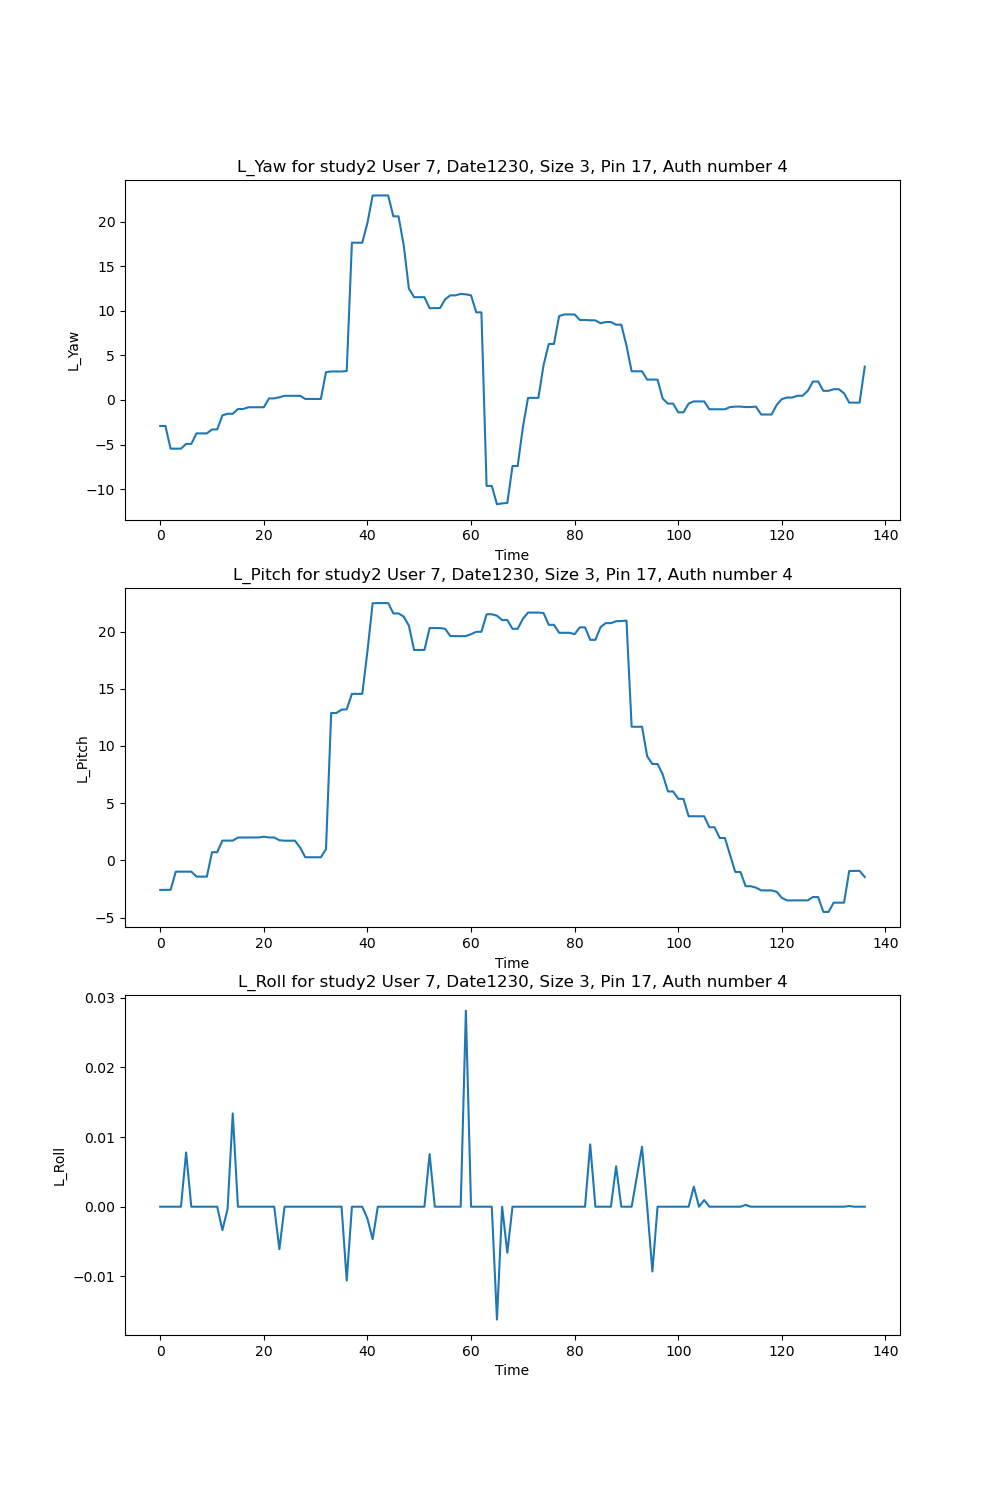 L_Yaw for study2 User 7, Date1230, Size 3, Pin 17, Auth number 4
20
15
10
5
0
−5
−10
L_Yaw
0 20 40 60 80 100 120 140
Time
L_Pitch for study2 User 7, Date1230, Size 3, Pin 17, Auth number 4
20
15
10
5
0
−5
L_Pitch
0 20 40 60 80 100 120 140
Time
L_Roll for study2 User 7, Date1230, Size 3, Pin 17, Auth number 4
0.03
0.02
0.01
0.00
−0.01
L_Roll
0 20 40 60 80 100 120 140
Time